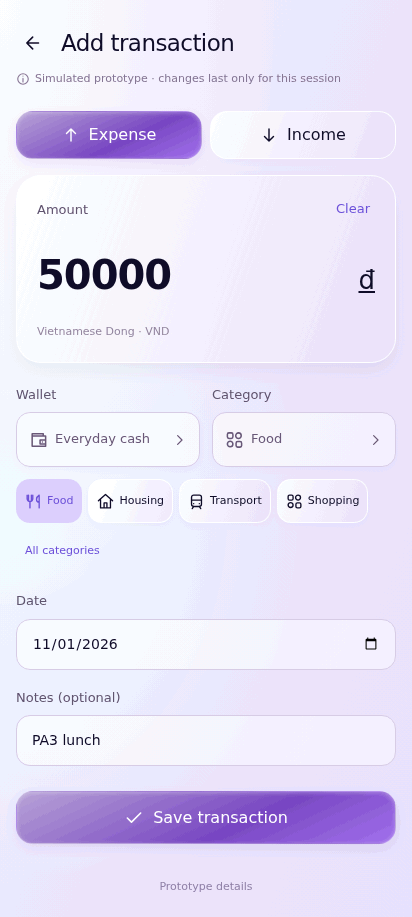 Add transaction
Simulated prototype · changes last only for this session
Expense
Income
Amount
Clear
50000
đ
Vietnamese Dong · VND
Wallet
Category
Everyday cash
Food
Food
Housing
Transport
Shopping
All categories
Date
11/01/2026
Notes (optional)
PA3 lunch
Save transaction
Prototype details